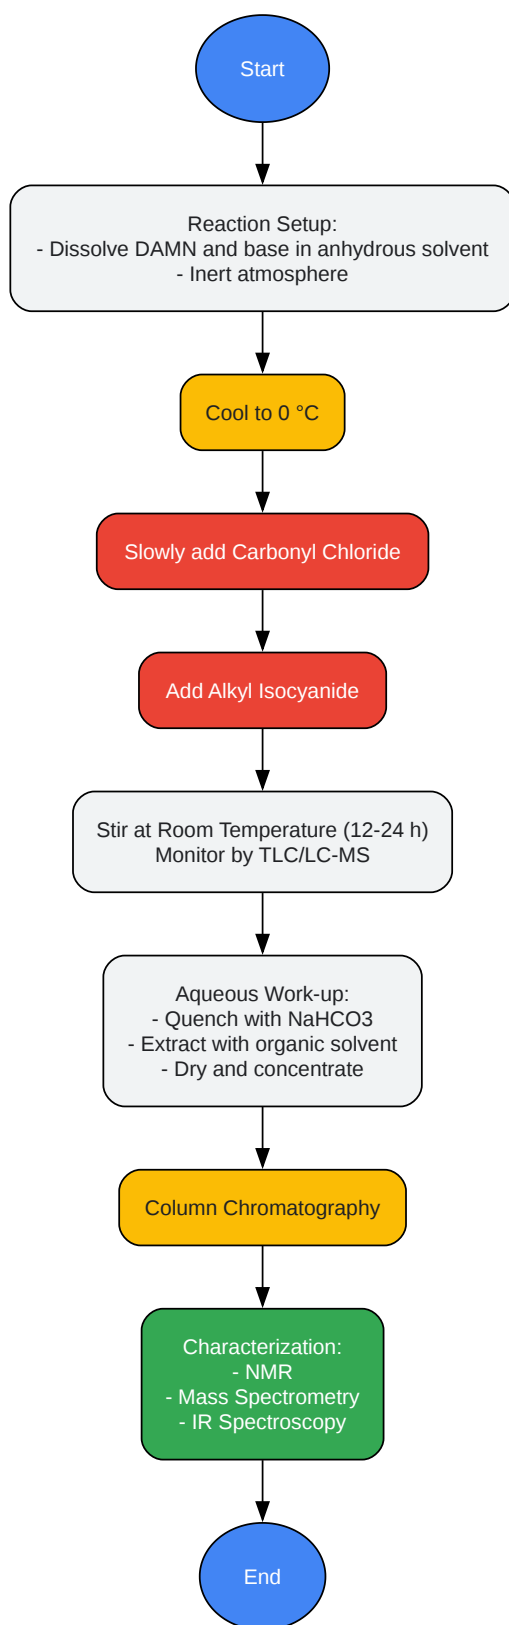 Start
Reaction Setup:
- Dissolve DAMN and base in anhydrous solvent
- Inert atmosphere
Cool to 0 °C
Slowly add Carbonyl Chloride
Add Alkyl Isocyanide
Stir at Room Temperature (12-24 h)
Monitor by TLC/LC-MS
Aqueous Work-up:
- Quench with NaHCO3
- Extract with organic solvent
- Dry and concentrate
Column Chromatography
Characterization:
- NMR
- Mass Spectrometry
- IR Spectroscopy
End